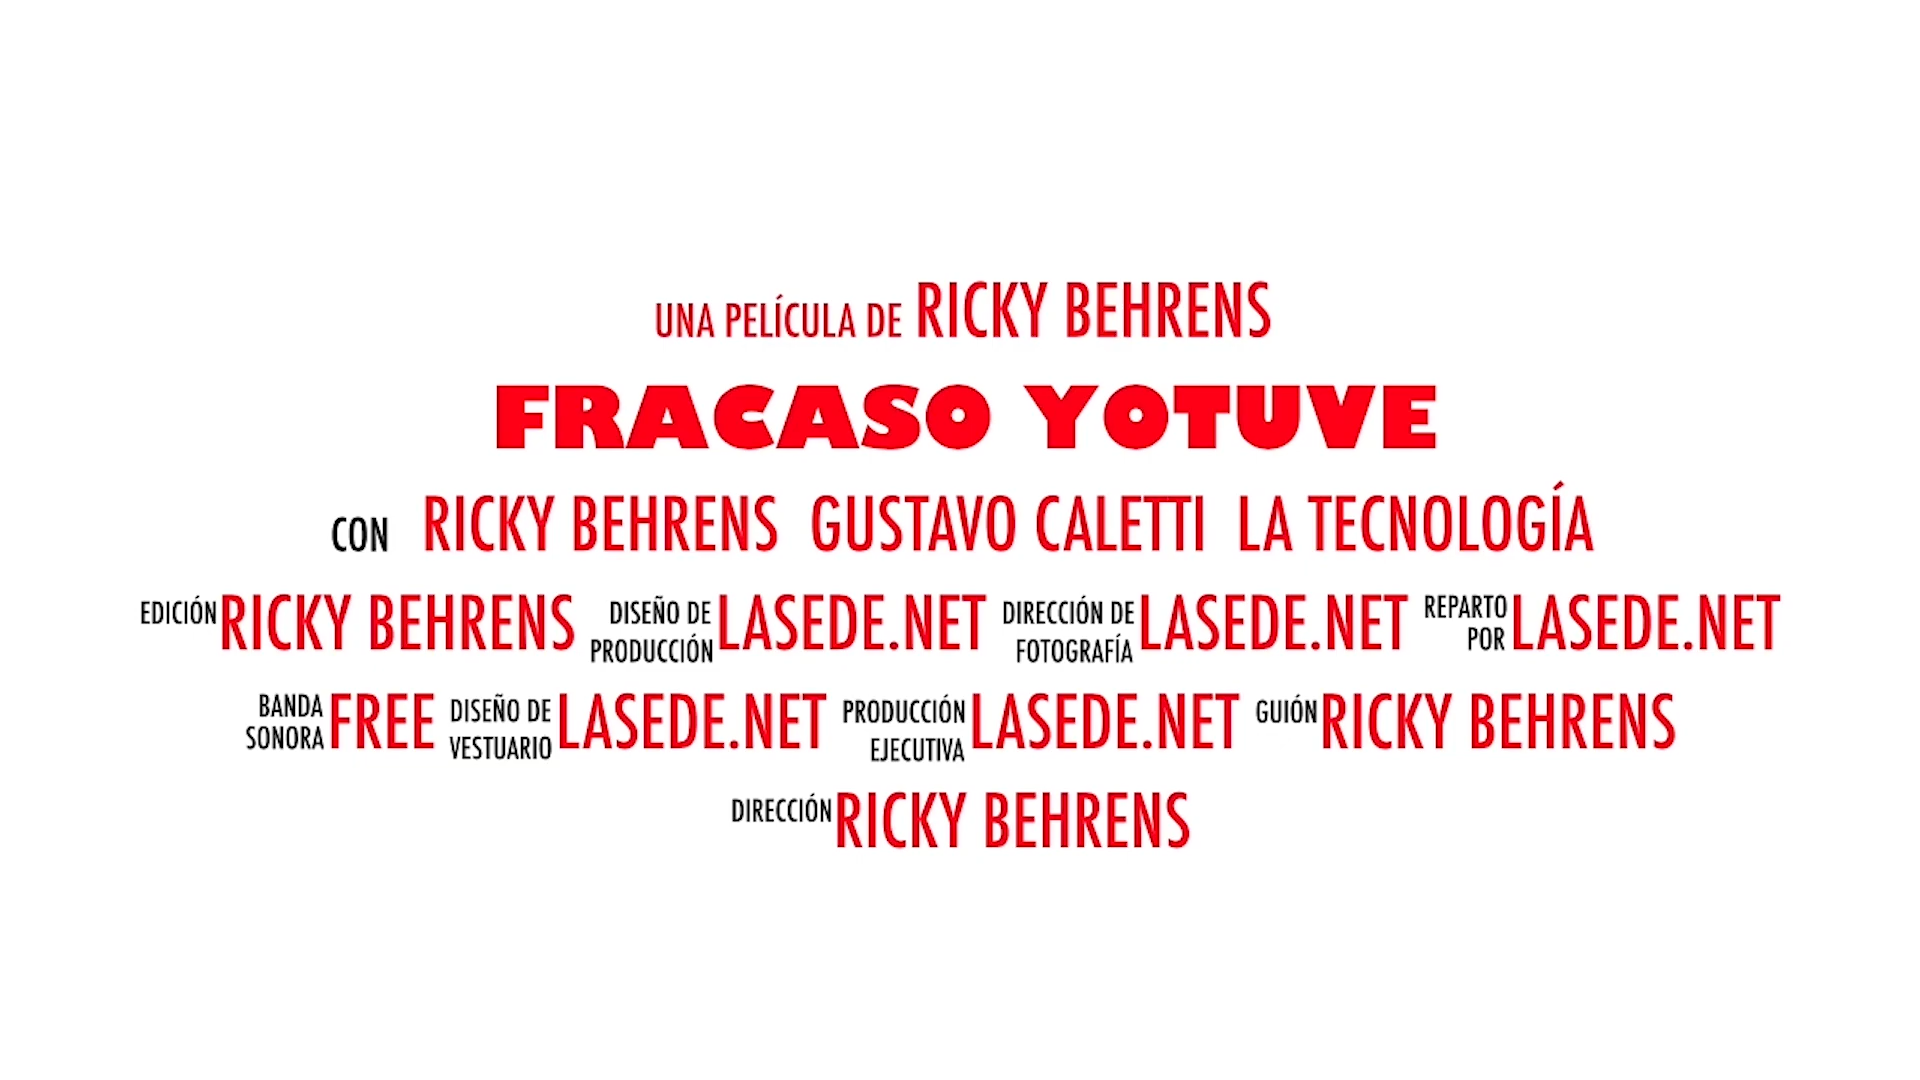 UNA PELÍCULA DE RICKY BEHRENS
FRACASO YOTUVE
CON RICKY BEHRENS GUSTAVO CALETTI LA TECNOLOGÍA
EDICIÓN RICKY BEHRENS DISEÑO DE PRODUCCIÓN LASEDE.NET DIRECCIÓN DE FOTOGRAFÍA LASEDE.NET REPARTO POR LASEDE.NET
BANDA SONORA FREE DISEÑO DE VESTUARIO LASEDE.NET PRODUCCIÓN EJECUTIVA LASEDE.NET GUIÓN RICKY BEHRENS
DIRECCIÓN RICKY BEHRENS